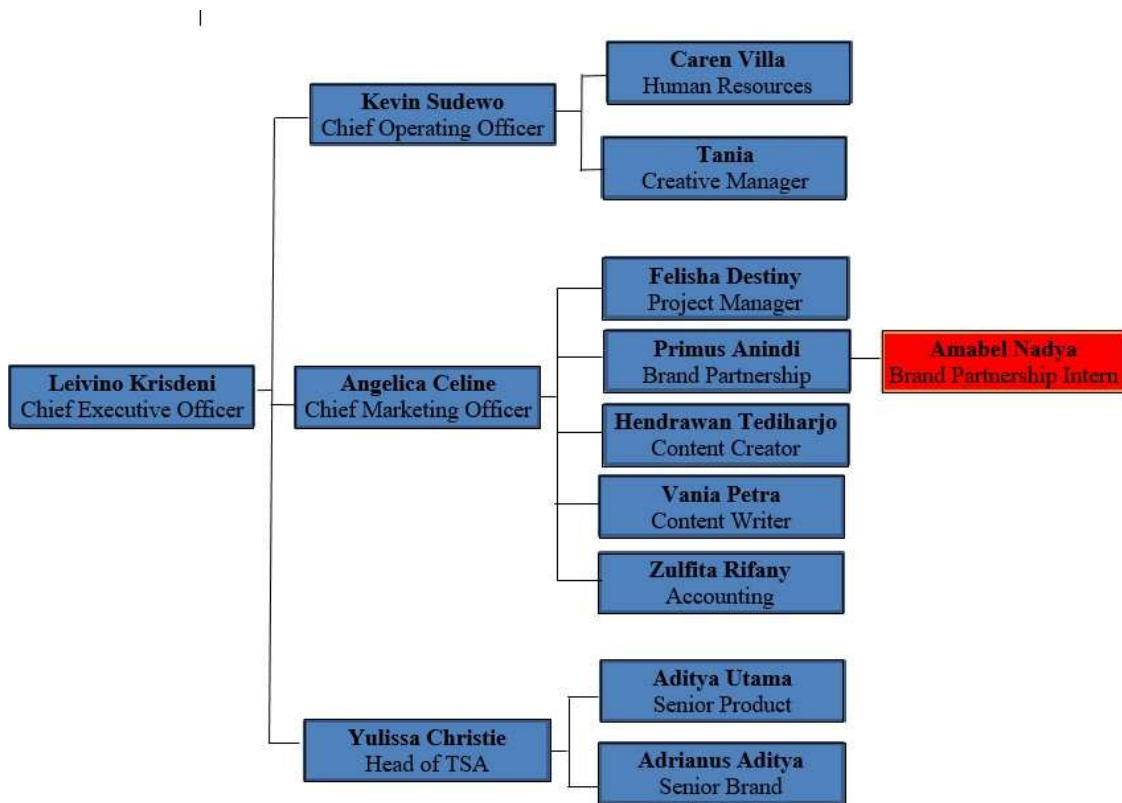 Caren Villa
Human Resources
Kevin Sudewo
Chief Operating Officer
Tania
Creative Manager
Felisha Destiny
Project Manager
Primus Anindi
Brand Partnership
Amabel Nadya
Brand Partnership Intern
Leivino Krisdeni
Chief Executive Officer
Angelica Celine
Chief Marketing Officer
Hendrawan Tediharjo
Content Creator
Vania Petra
Content Writer
Zulfita Rifany
Accounting
Aditya Utama
Senior Product
Yulissa Christie
Head of TSA
Adrianus Aditya
Senior Brand